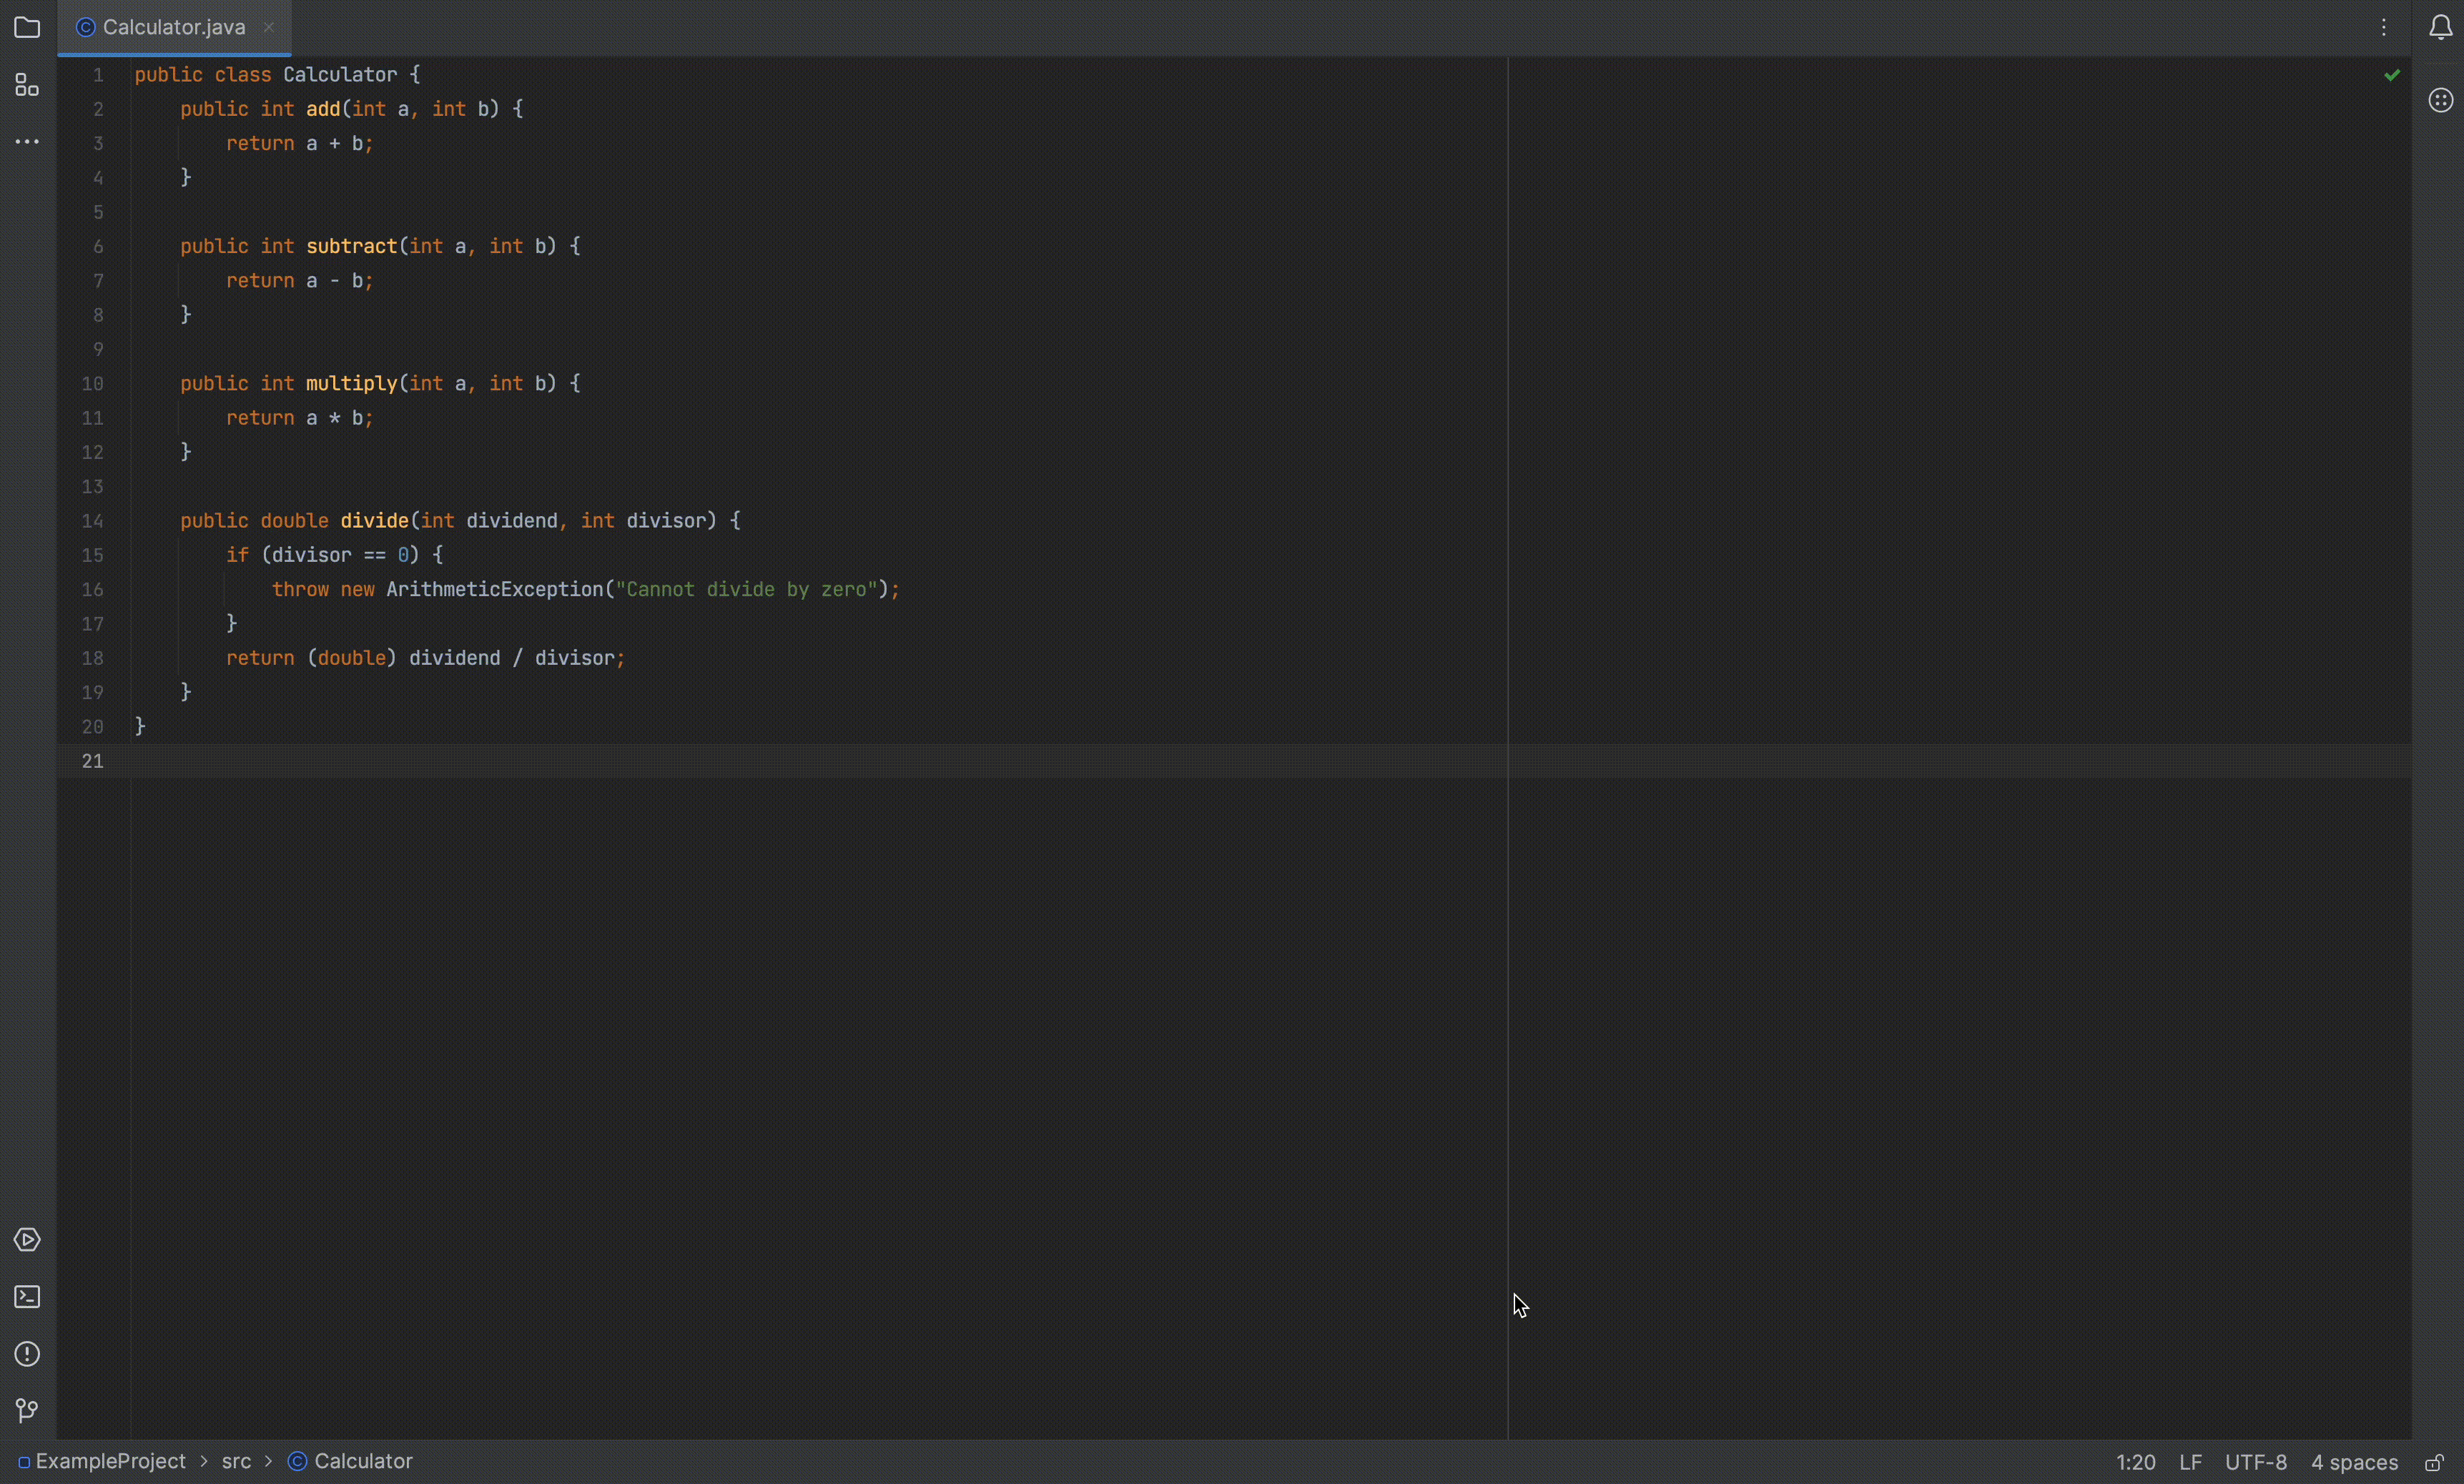 Calculator.java
1 public class Calculator {
2     public int add(int a, int b) {
3         return a + b;
4     }
5
6     public int subtract(int a, int b) {
7         return a - b;
8     }
9
10     public int multiply(int a, int b) {
11         return a * b;
12     }
13
14     public double divide(int dividend, int divisor) {
15         if (divisor == 0) {
16             throw new ArithmeticException("Cannot divide by zero");
17         }
18         return (double) dividend / divisor;
19     }
20 }
21
ExampleProject > src > Calculator 1:20 LF UTF-8 4 spaces